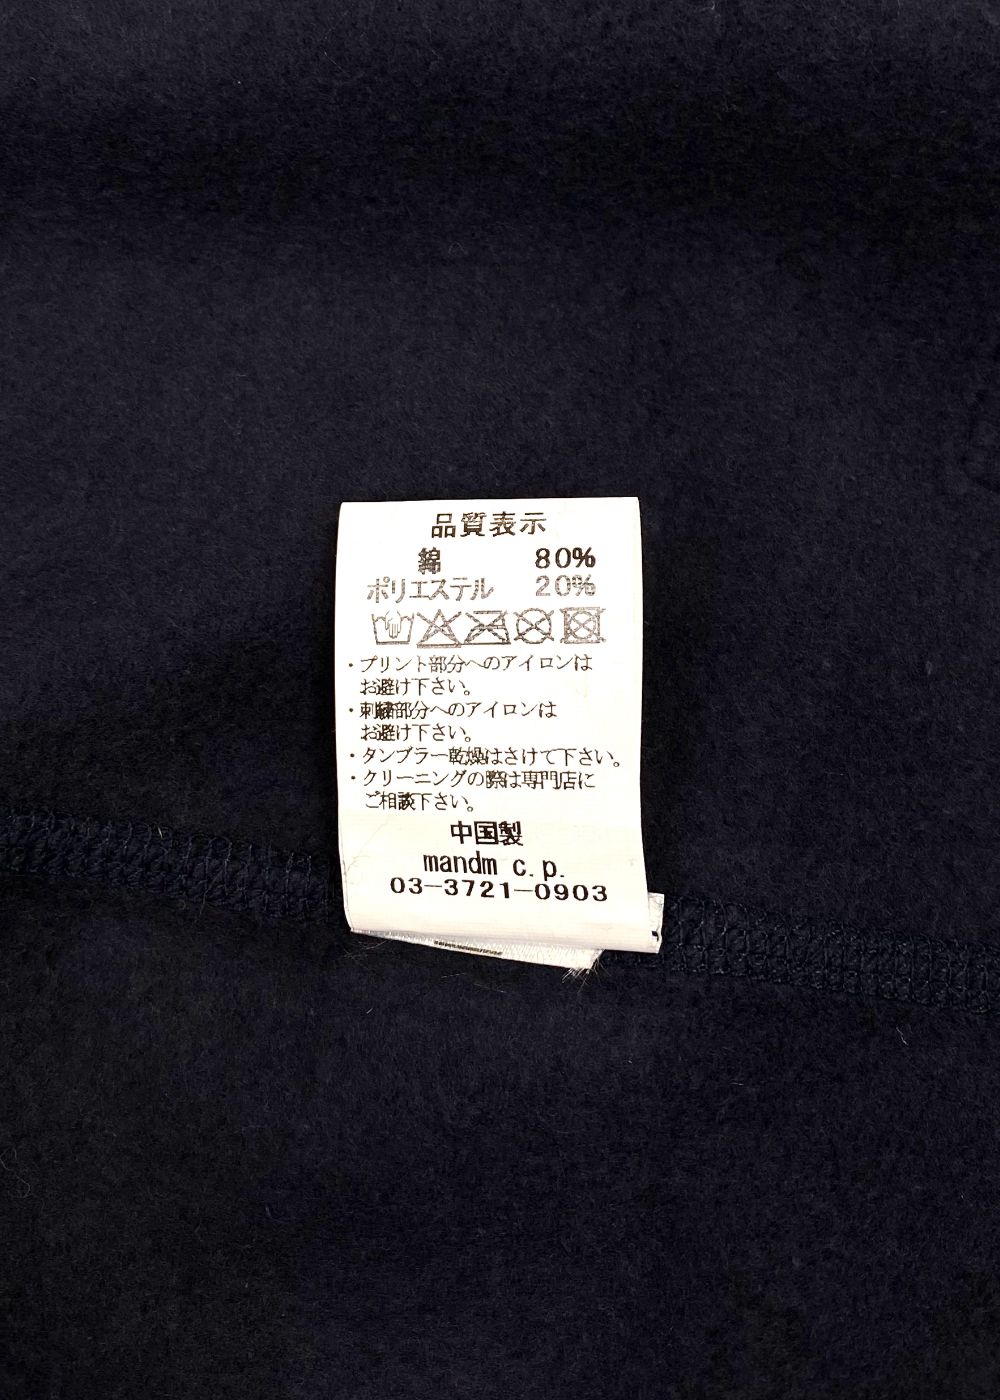 品質表示
綿 80%
ポリエステル 20%
・プリント部分へのアイロンは
お避け下さい。
・刺繍部分へのアイロンは
お避け下さい。
・タンブラー乾燥はさけて下さい。
・クリーニングの際は専門店に
ご相談下さい。
中国製
mandm c.p.
03-3721-0903